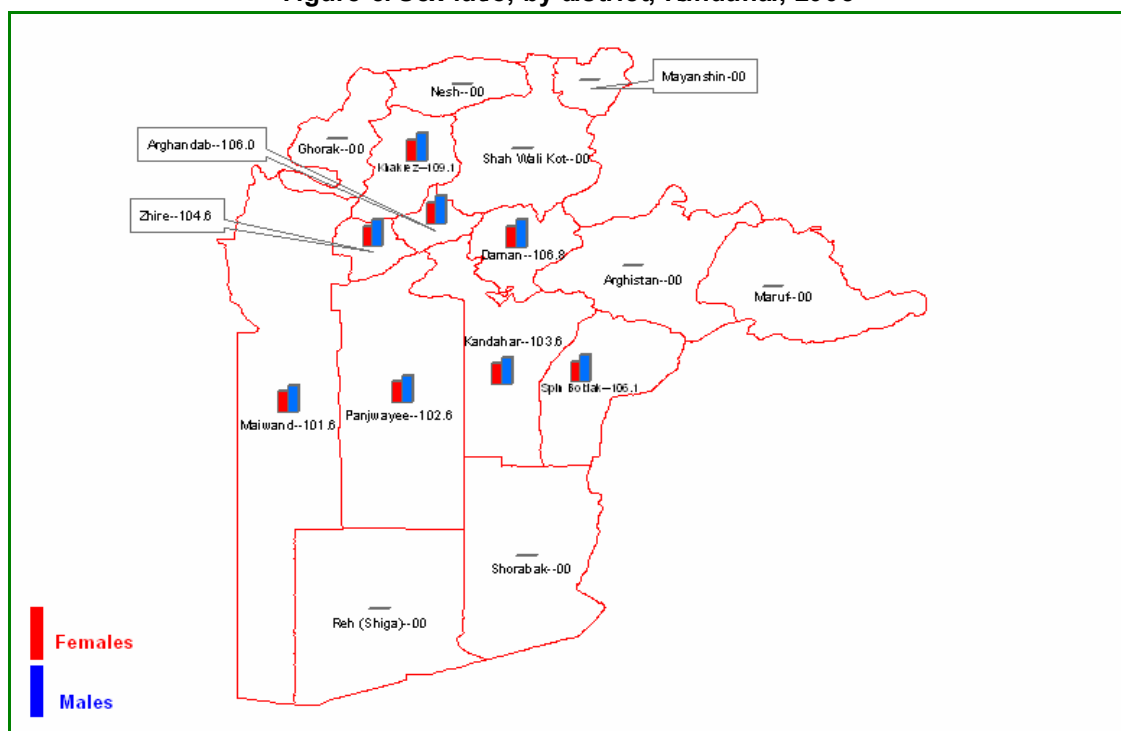 Mayanshin-00
Nesh--00
Arghandab--106.0
Ghorak--00
Shah Wali Kot--00
Khakrez--109.1
Zhire--104.6
Daman--106.8
Arghistan--00
Maruf--00
Kandahar--103.6
Spin Boldak--106.1
Maiwand--101.6
Panjwayee--102.6
Shorabak--00
Reh (Shiga)--00
Females
Males